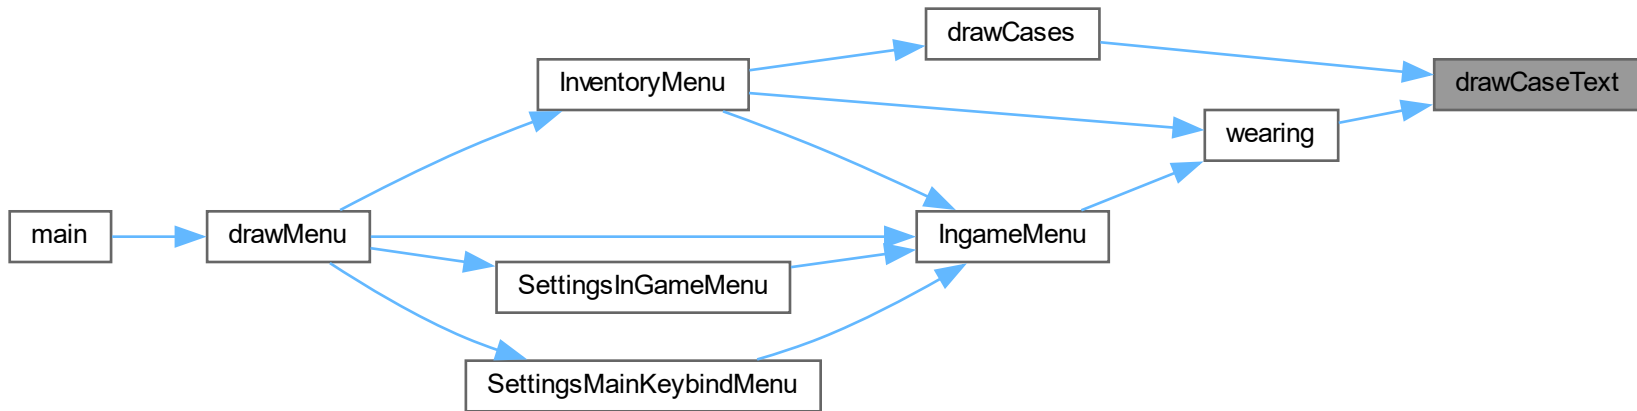 drawCases
InventoryMenu
drawCaseText
wearing
main
drawMenu
IngameMenu
SettingsInGameMenu
SettingsMainKeybindMenu